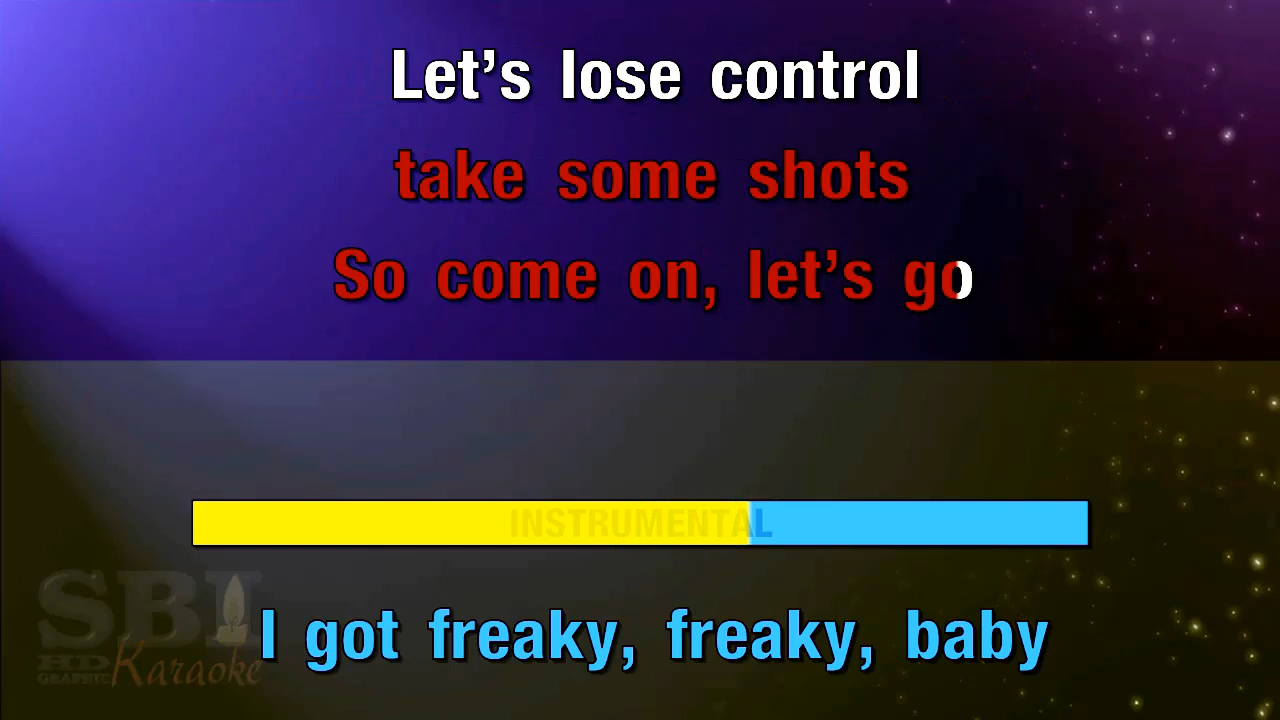 Let’s lose control
take some shots
So come on, let’s go
INSTRUMENTAL
SBI
HD
GRAPHIC
Karaoke
I got freaky, freaky, baby